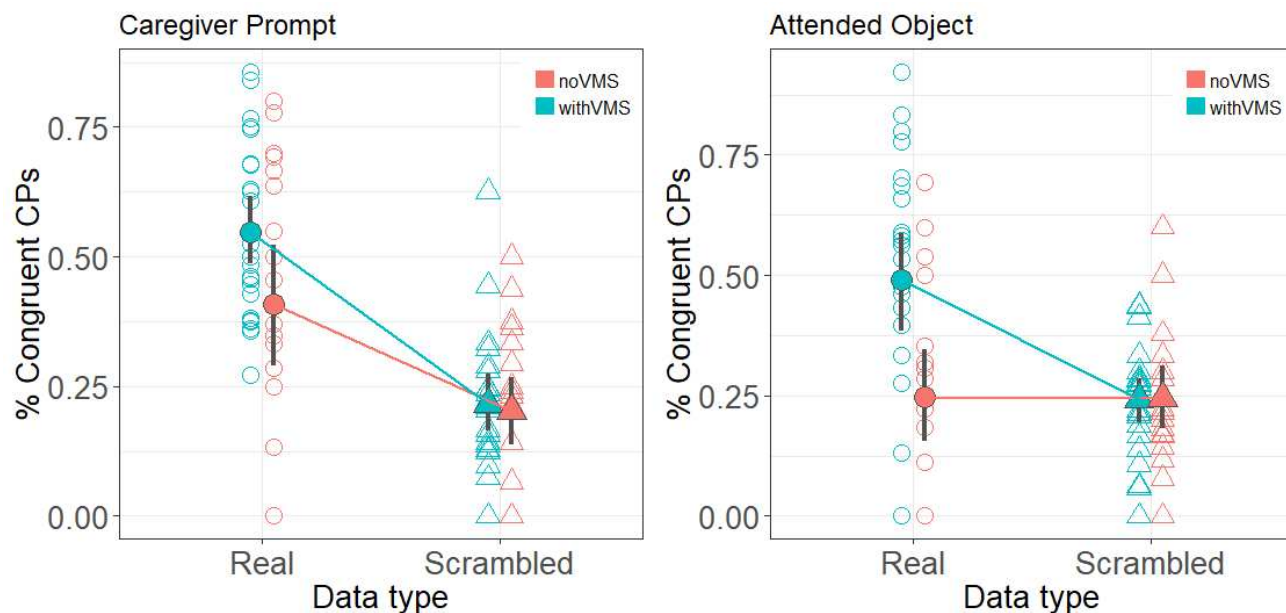 Caregiver Prompt
noVMS
withVMS
0.75
0.50
0.25
0.00
% Congruent CPs
Real
Scrambled
Data type
Attended Object
noVMS
withVMS
0.75
0.50
0.25
0.00
% Congruent CPs
Real
Scrambled
Data type